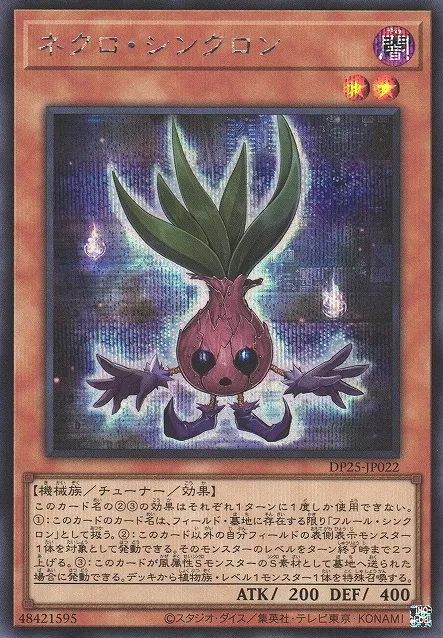 ネクロ・シンクロン
闇
DP25-JP022
【機械族／チューナー／効果】
このカード名の②③の効果はそれぞれ1ターンに1度しか使用できない。
①：このカードのカード名は、フィールド・墓地に存在する限り「フルール・シンク
ロン」として扱う。②：このカード以外の自分フィールドの表側表示モンスター
1体を対象として発動できる。そのモンスターのレベルをターン終了時まで2つ
上げる。③：このカードが風属性SモンスターのS素材として墓地へ送られた
場合に発動できる。デッキから植物族・レベル1モンスター1体を特殊召喚する。
ATK/ 200 DEF/ 400
48421595
©スタジオ・ダイス／集英社・テレビ東京・KONAMI